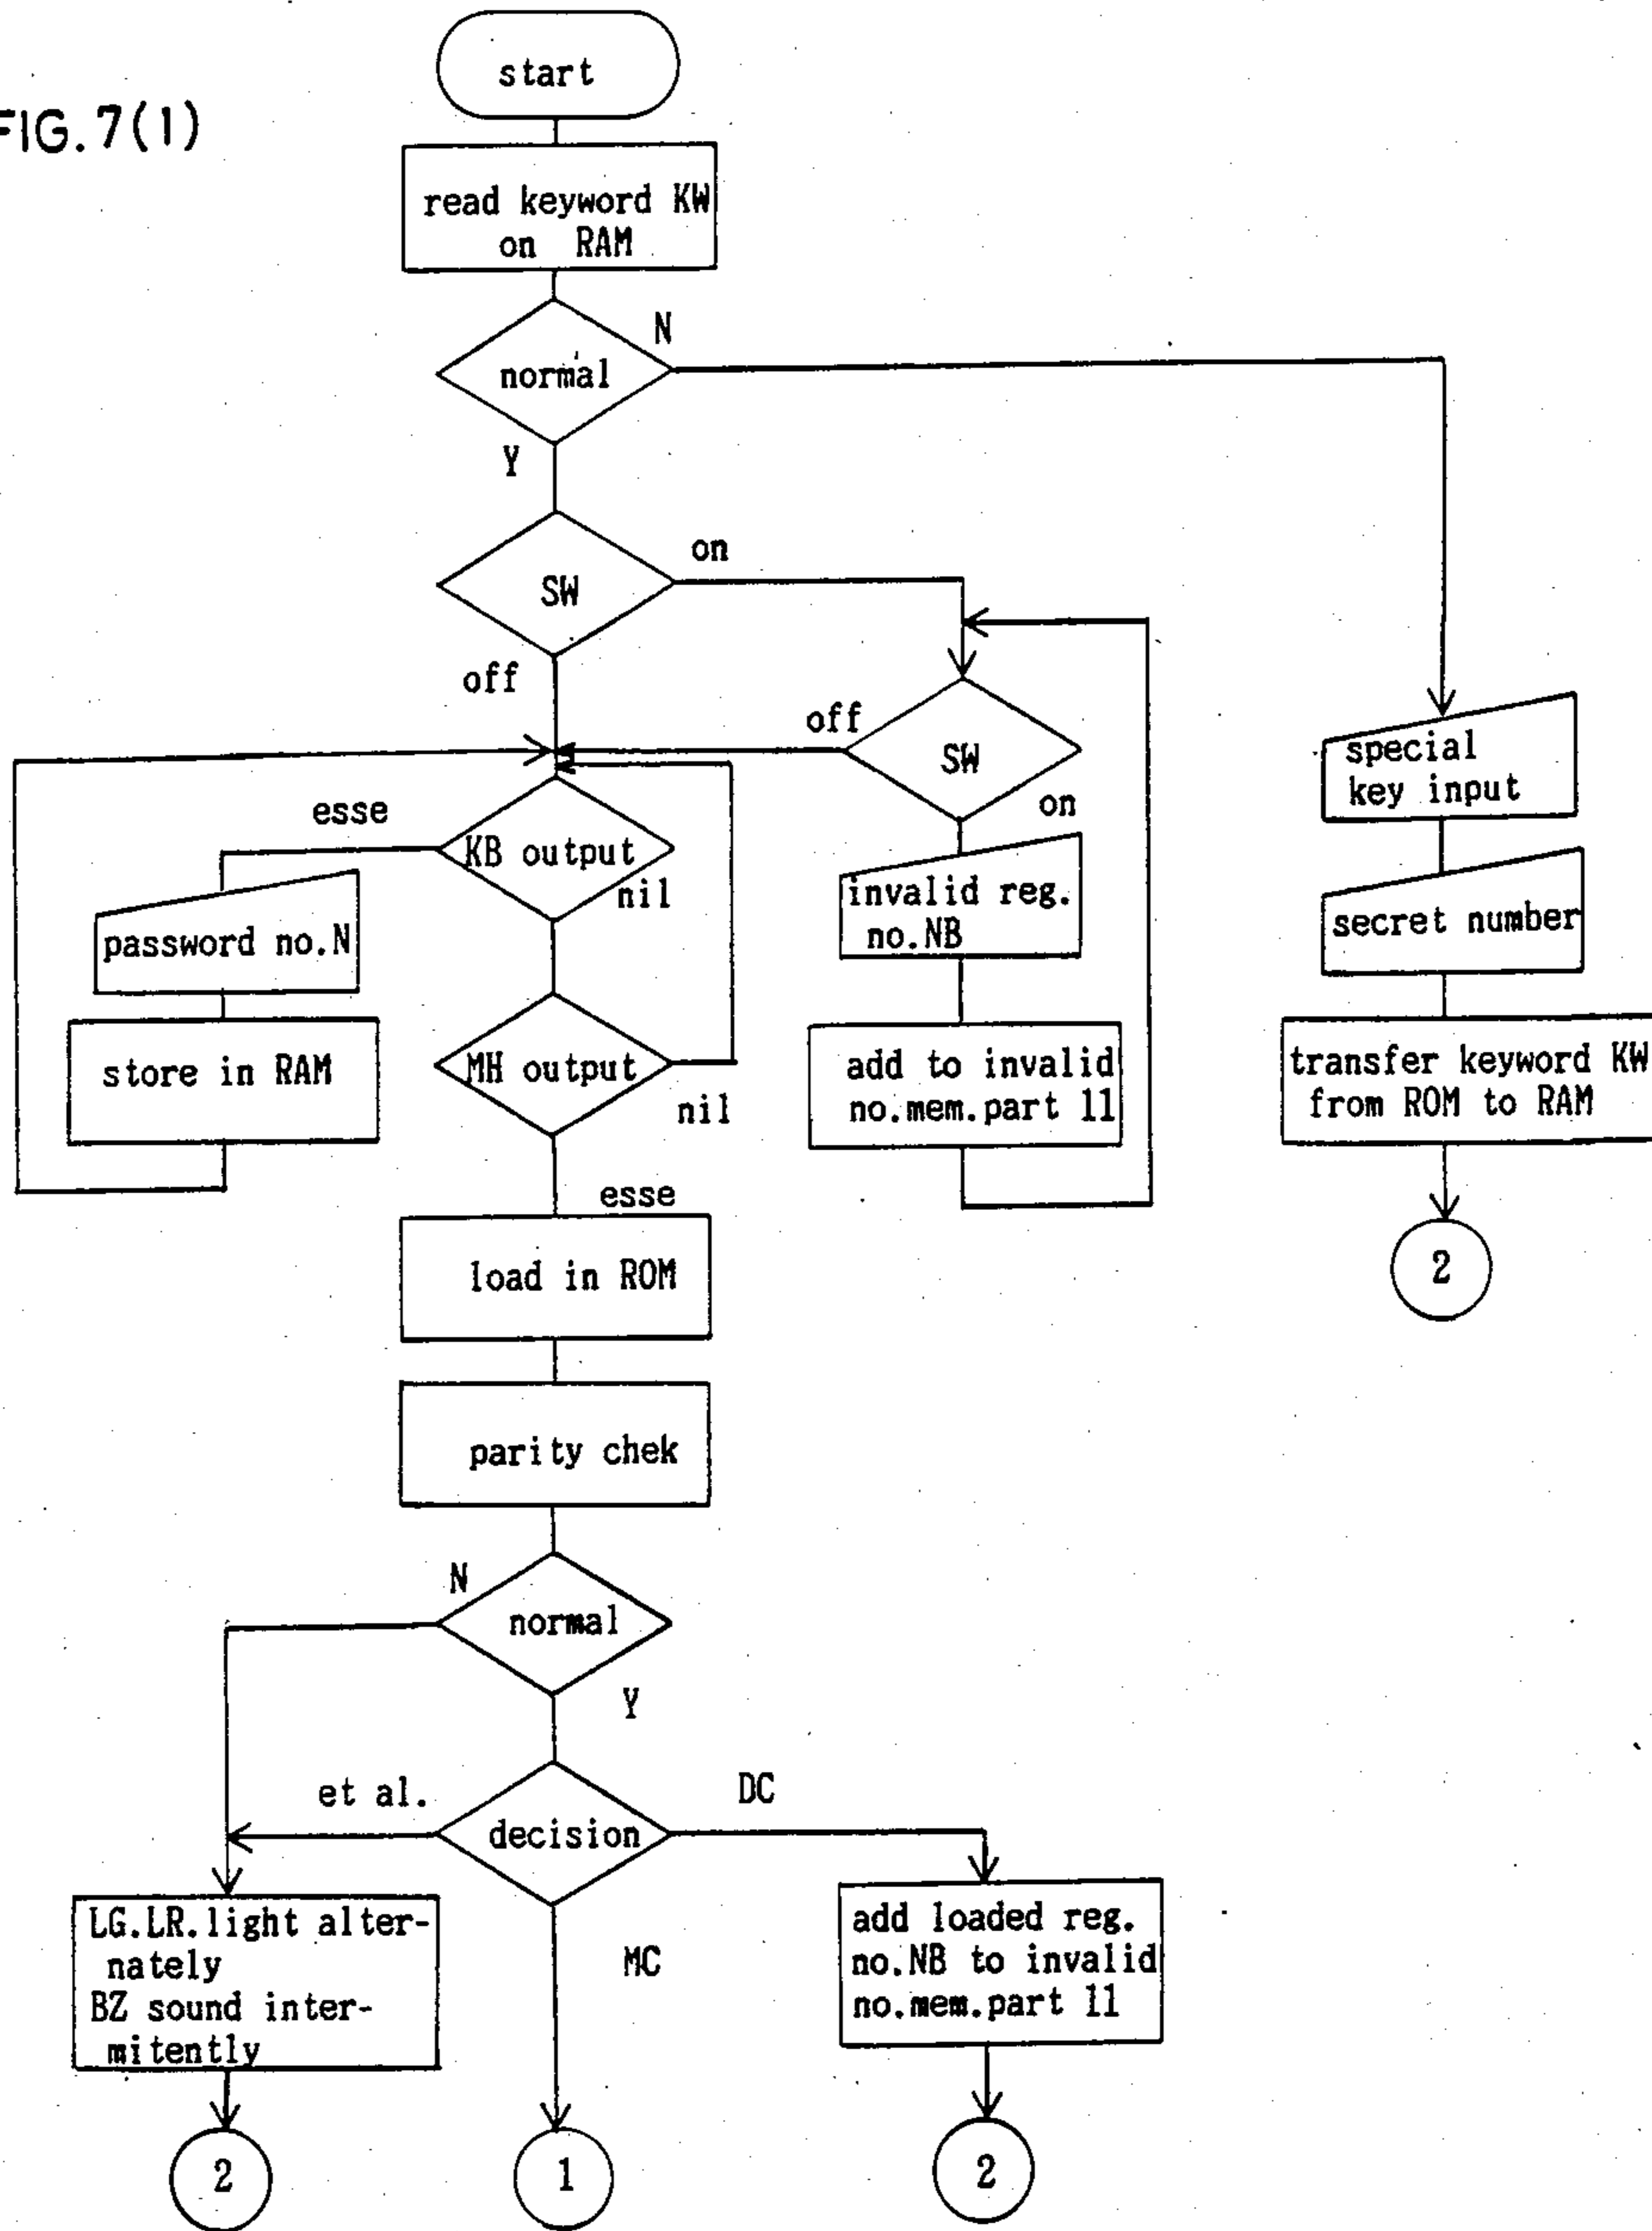 FIG. 7(1)
start
read keyword KW
on RAM
normal
N
Y
SW
on
off
SW
off
on
special
key input
KB output
esse
nil
invalid reg.
no.NB
secret number
password no.N
store in RAM
MH output
nil
add to invalid
no.mem.part 11
transfer keyword KW
from ROM to RAM
esse
load in ROM
2
parity chek
N
normal
Y
et al.
decision
DC
MC
LG.LR.light alter-
nately
BZ sound inter-
mitently
add loaded reg.
no.NB to invalid
no.mem.part 11
2
1
2